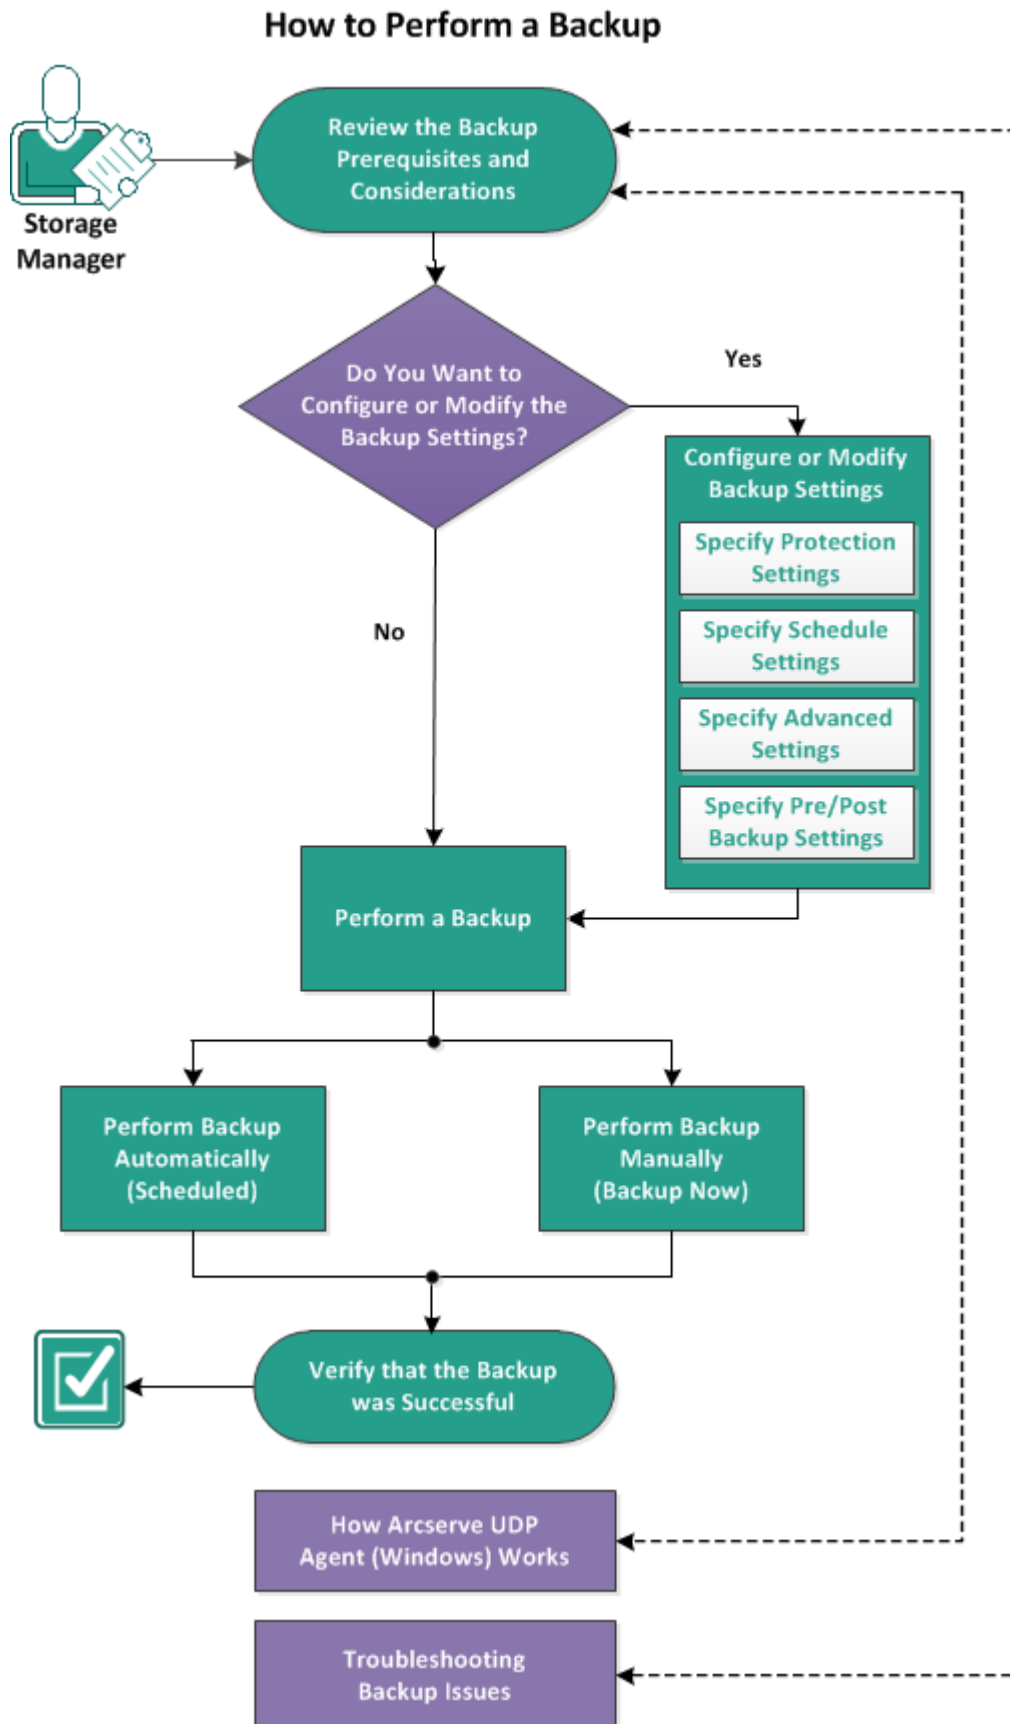 How to Perform a Backup
Storage
Manager
Review the Backup
Prerequisites and
Considerations
Do You Want to
Configure or Modify the
Backup Settings?
Yes
Configure or Modify
Backup Settings
Specify Protection
Settings
Specify Schedule
Settings
Specify Advanced
Settings
Specify Pre/Post
Backup Settings
No
Perform a Backup
Perform Backup
Automatically
(Scheduled)
Perform Backup
Manually
(Backup Now)
Verify that the Backup
was Successful
How Arcserve UDP
Agent (Windows) Works
Troubleshooting
Backup Issues